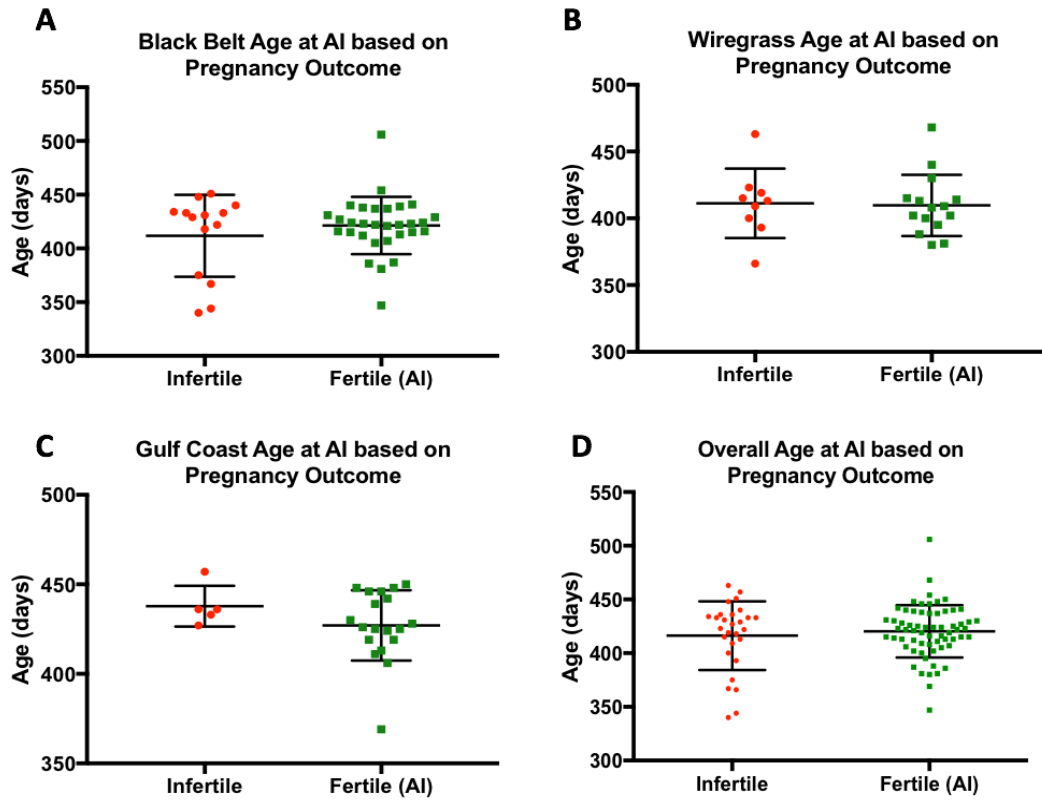 A
Black Belt Age at AI based on
Pregnancy Outcome
Age (days)
550
500
450
400
350
300
Infertile
Fertile (AI)
B
Wiregrass Age at AI based on
Pregnancy Outcome
Age (days)
500
450
400
350
300
Infertile
Fertile (AI)
C
Gulf Coast Age at AI based on
Pregnancy Outcome
Age (days)
500
450
400
350
Infertile
Fertile (AI)
D
Overall Age at AI based on
Pregnancy Outcome
Age (days)
550
500
450
400
350
300
Infertile
Fertile (AI)